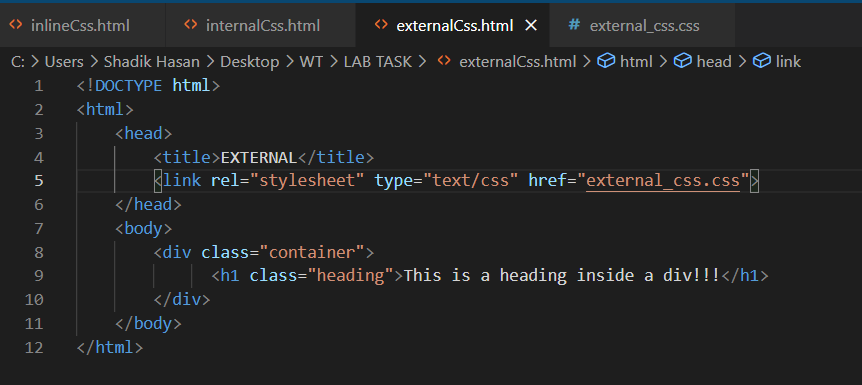 inlineCss.html internalCss.html externalCss.html # external_css.css
C: > Users > Shadik Hasan > Desktop > WT > LAB TASK > externalCss.html > html > head > link
1 <!DOCTYPE html>
2 <html>
3 <head>
4 <title>EXTERNAL</title>
5 <link rel="stylesheet" type="text/css" href="external_css.css">
6 </head>
7 <body>
8 <div class="container">
9 <h1 class="heading">This is a heading inside a div!!!</h1>
10 </div>
11 </body>
12 </html>